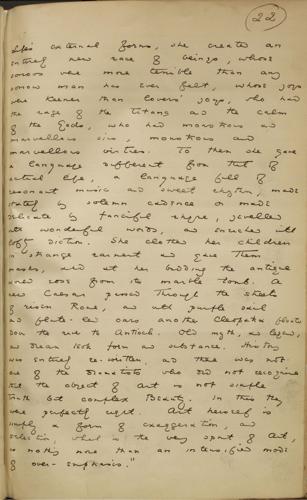 22
life's external forms, she create an
entirely new race of beings, whose
sorrows were more terrible than any
sorrow man has ever felt, whose joys
were keener than lovers' joys, who had
the rage of the Titans and the calm
of the Gods, who had monstrous and
marvellous sins, monstrous and
marvellous virtues. To them she gave
a language different from that of
actual life, a language full of
resonant music and sweet rhythm, made
stately by solemn cadence or made
delicate by fanciful rhyme, jewelled
with wonderful words, and enriched with
lofty diction. She clothed her children
in strange raiment and gave them
masks, and at her bidding the antique
world rose from its marble tomb. A
new Caesar passed through the streets
of risen Rome, and with purple sail
and flute-led oars another Cleopatra
down the river to Antioch. Old myth, and legend,
and dream took form and substance. History
was entirely re-written, and there was not
one of the dramatists who did not recognise
that the object of Art is not simple
truth but complex Beauty. In this they
were perfectly right. Art herself is
simply a form of exaggeration, and
selection, which is the very spirit of Art,
is nothing more than an intensified mode
of over-emphasis."